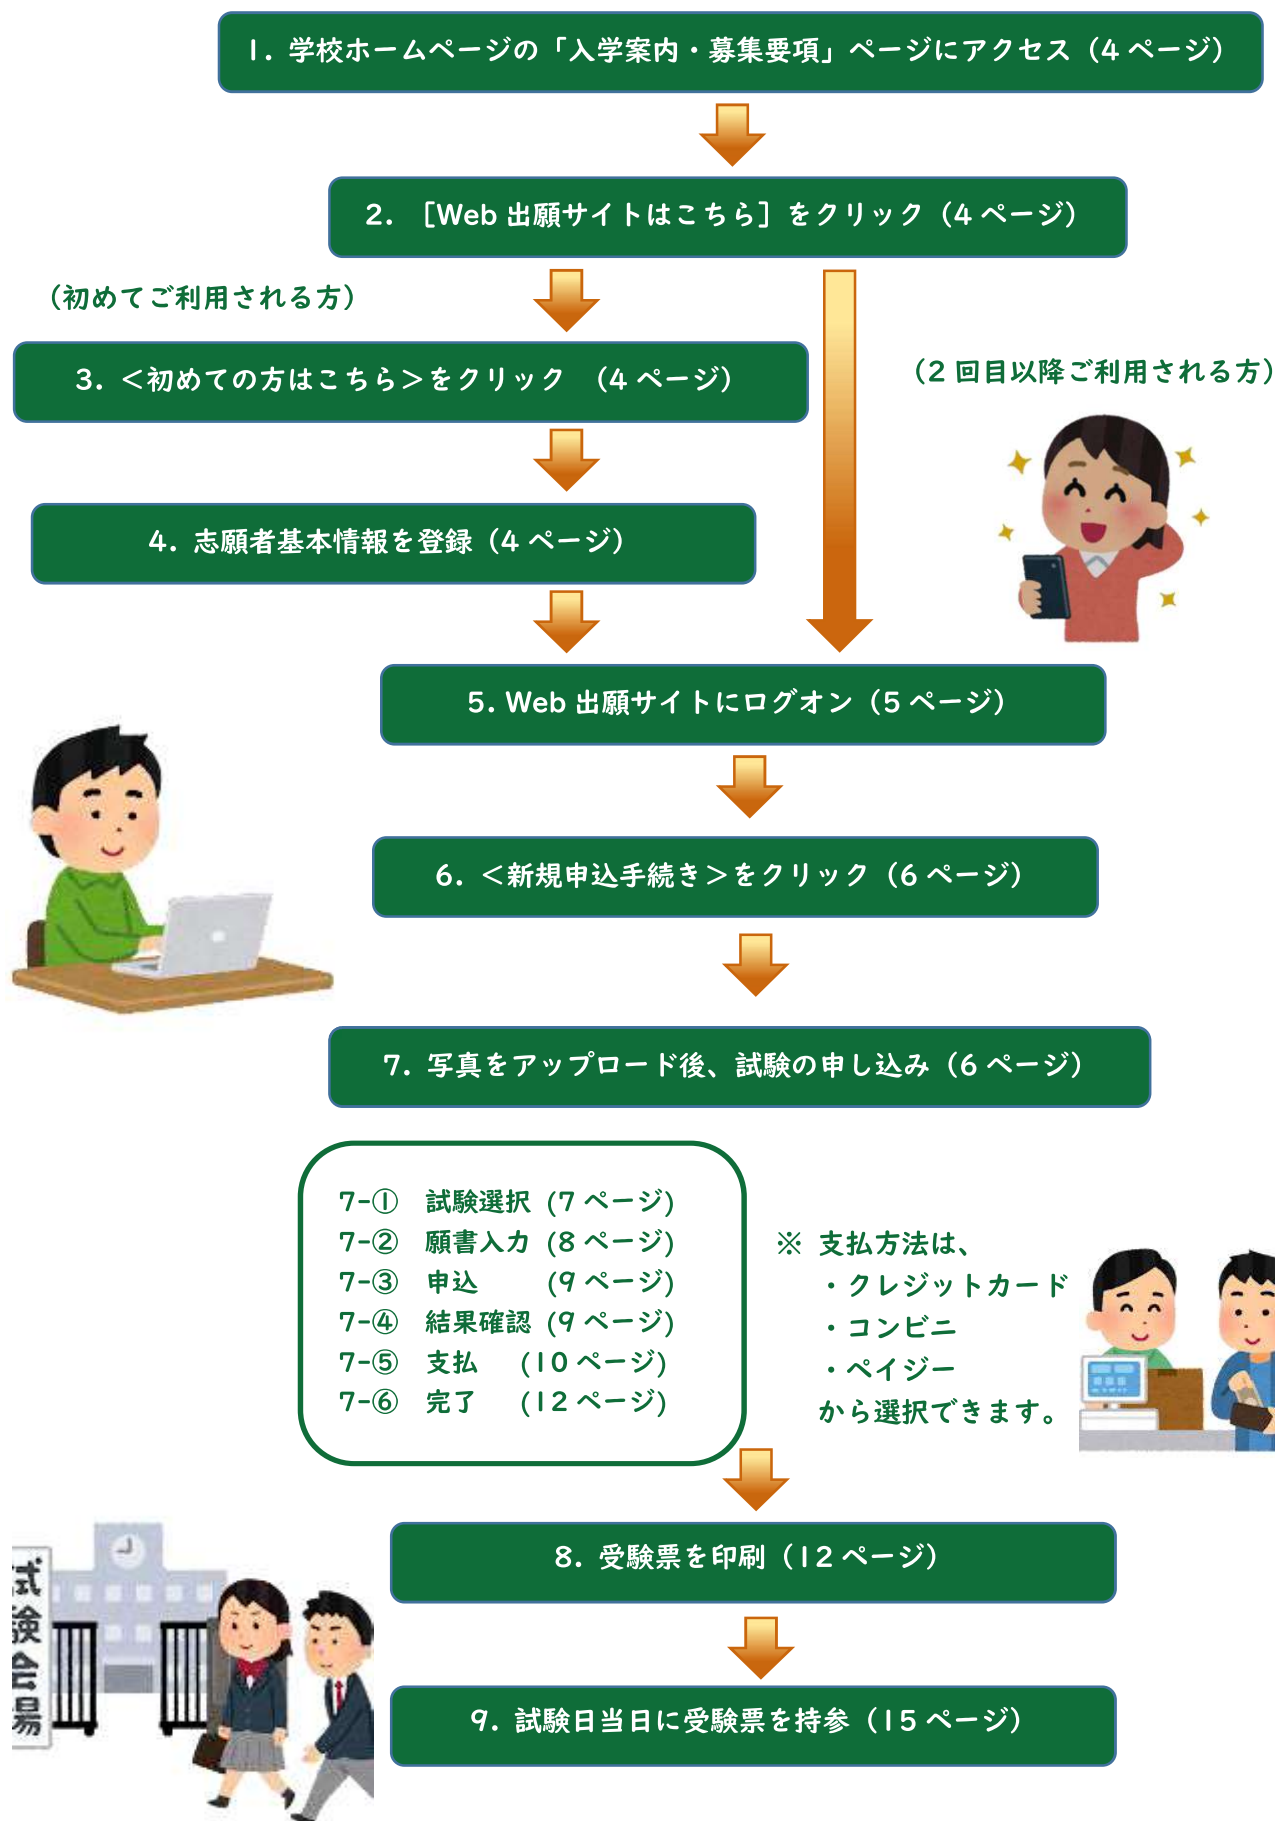 1. 学校ホームページの「入学案内・募集要項」ページにアクセス（4 ページ）
2. ［Web 出願サイトはこちら］をクリック（4 ページ）
（初めてご利用される方）
3. ＜初めての方はこちら＞をクリック （4 ページ）
（2 回目以降ご利用される方）
4. 志願者基本情報を登録（4 ページ）
5. Web 出願サイトにログオン（5 ページ）
6. ＜新規申込手続き＞をクリック（6 ページ）
7. 写真をアップロード後、試験の申し込み（6 ページ）
7-① 試験選択 (7 ページ)
7-② 願書入力 (8 ページ)
7-③ 申込 (9 ページ)
7-④ 結果確認 (9 ページ)
7-⑤ 支払 (10 ページ)
7-⑥ 完了 (12 ページ)
※ 支払方法は、
・クレジットカード
・コンビニ
・ペイジー
から選択できます。
8. 受験票を印刷（12 ページ）
試験会場
9. 試験日当日に受験票を持参（15 ページ）